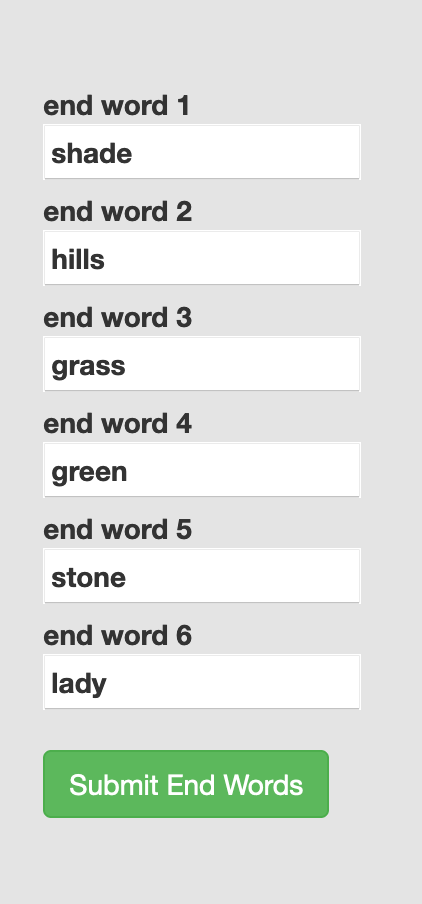 end word 1
shade
end word 2
hills
end word 3
grass
end word 4
green
end word 5
stone
end word 6
lady
Submit End Words